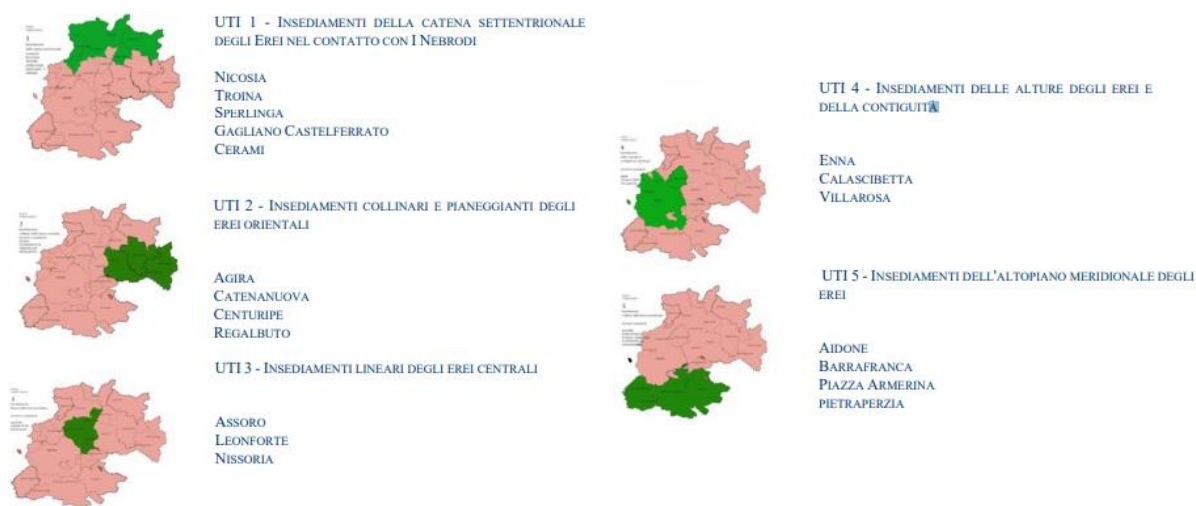 UTI 1 - INSEDIAMENTI DELLA CATENA SETTENTRIONALE
DEGLI EREI NEL CONTATTO CON I NEBRODI
NICOSIA
TROINA
SPERLINGA
GAGLIANO CASTELFERRATO
CERAMI
UTI 2 - INSEDIAMENTI COLLINARI E PIANEGGIANTI DEGLI
EREI ORIENTALI
AGIRA
CATENANUOVA
CENTURIPE
REGALBUTO
UTI 3 - INSEDIAMENTI LINEARI DEGLI EREI CENTRALI
ASSORO
LEONFORTE
NISSORIA
UTI 4 - INSEDIAMENTI DELLE ALTURE DEGLI EREI E
DELLA CONTIGUITÀ
ENNA
CALASCIBETTA
VILLAROSA
UTI 5 - INSEDIAMENTI DELL'ALTOPIANO MERIDIONALE DEGLI
EREI
AIDONE
BARRAFRANCA
PIAZZA ARMERINA
PIETRAPERZIA